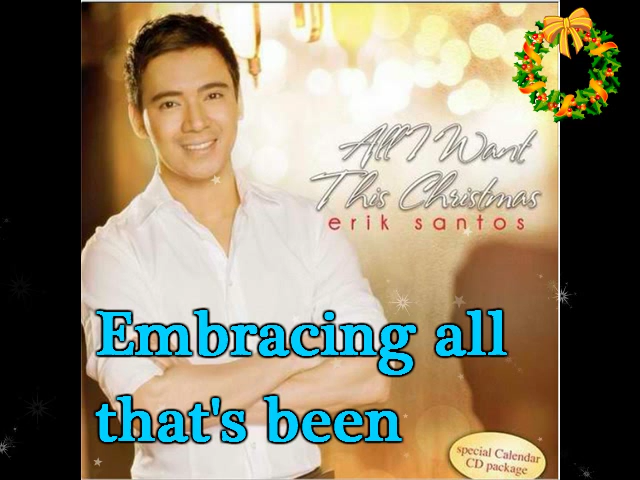 All I Want
This Christmas
erik santos
Embracing all
that's been
special Calendar
CD package